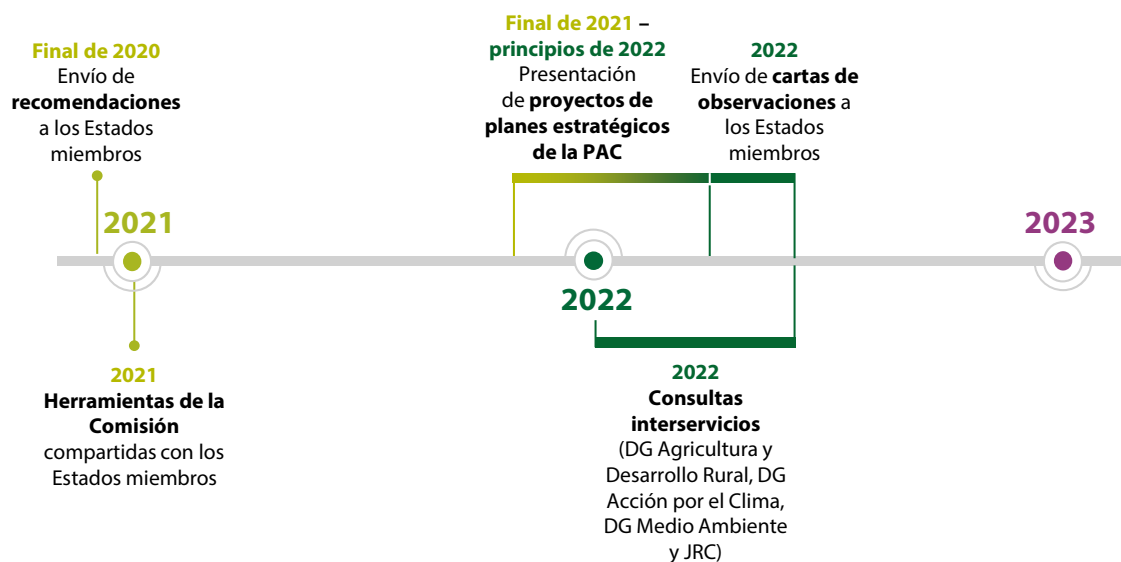 Final de 2020
Envío de
recomendaciones
a los Estados
miembros
Final de 2021 –
principios de 2022
Presentación
de proyectos de
planes estratégicos
de la PAC
2022
Envío de cartas de
observaciones a
los Estados
miembros
2021
2022
2023
2021
Herramientas de la
Comisión
compartidas con los
Estados miembros
2022
Consultas
interservicios
(DG Agricultura y
Desarrollo Rural, DG
Acción por el Clima,
DG Medio Ambiente
y JRC)